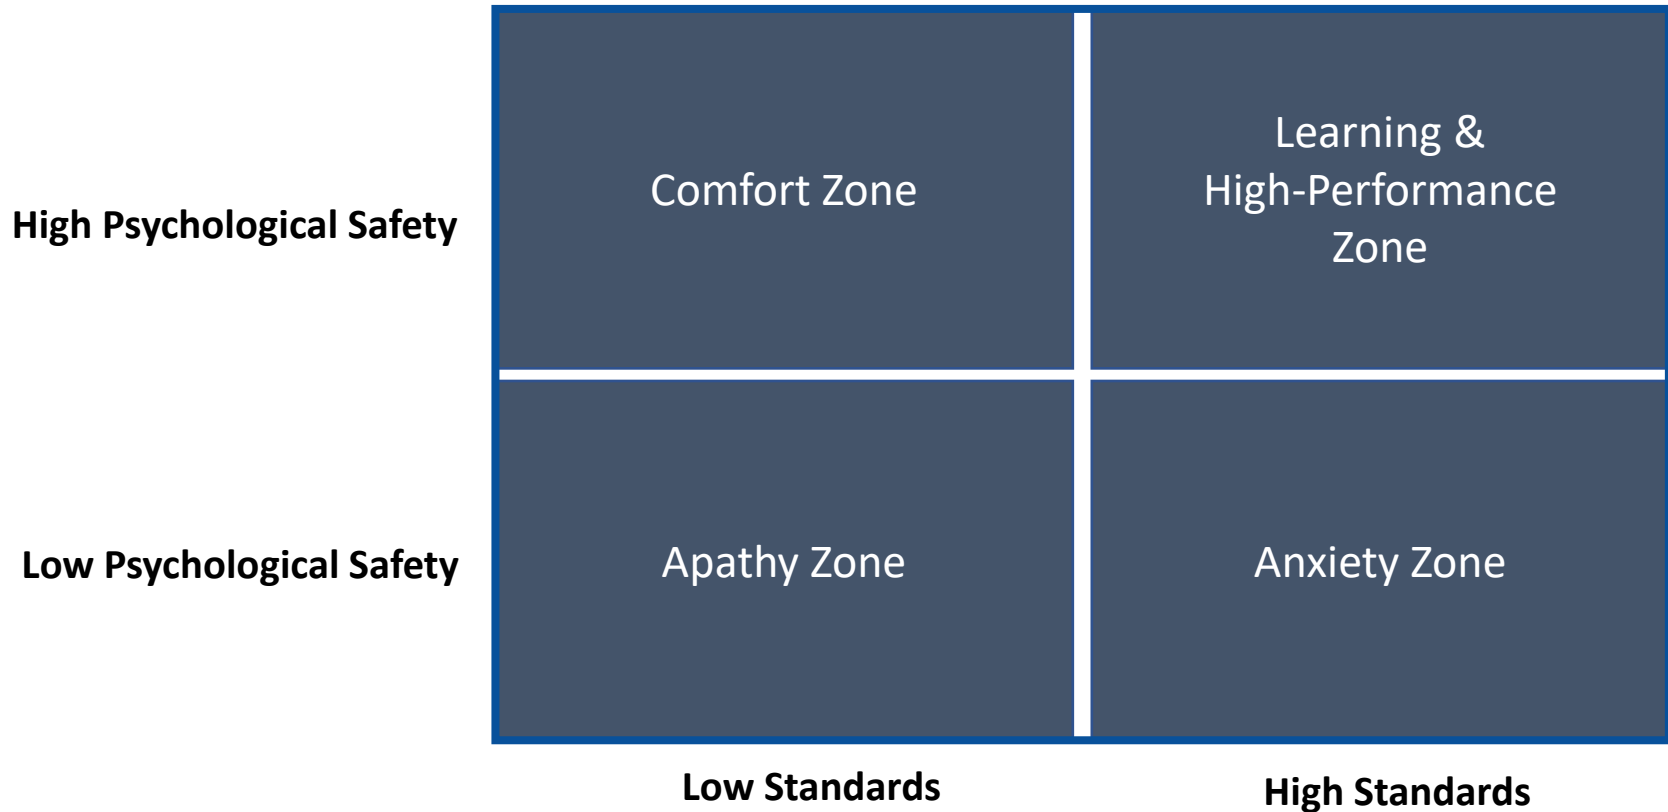 High Psychological Safety
Comfort Zone
Learning &
High-Performance
Zone
Low Psychological Safety
Apathy Zone
Anxiety Zone
Low Standards
High Standards